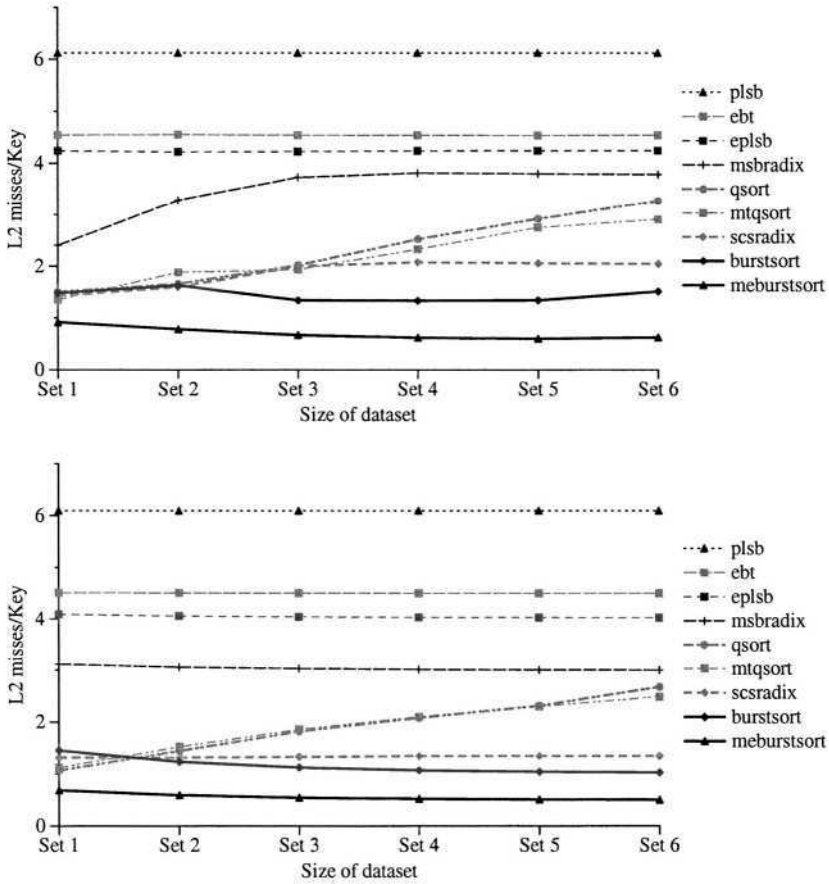 6
4
2
0
L2 misses/Key
Set 1 Set 2 Set 3 Set 4 Set 5 Set 6
Size of dataset
plsb
ebt
eplsb
msbradix
qsort
mtqsort
scsradix
burstsort
meburstsort
6
4
2
0
L2 misses/Key
Set 1 Set 2 Set 3 Set 4 Set 5 Set 6
Size of dataset
plsb
ebt
eplsb
msbradix
qsort
mtqsort
scsradix
burstsort
meburstsort